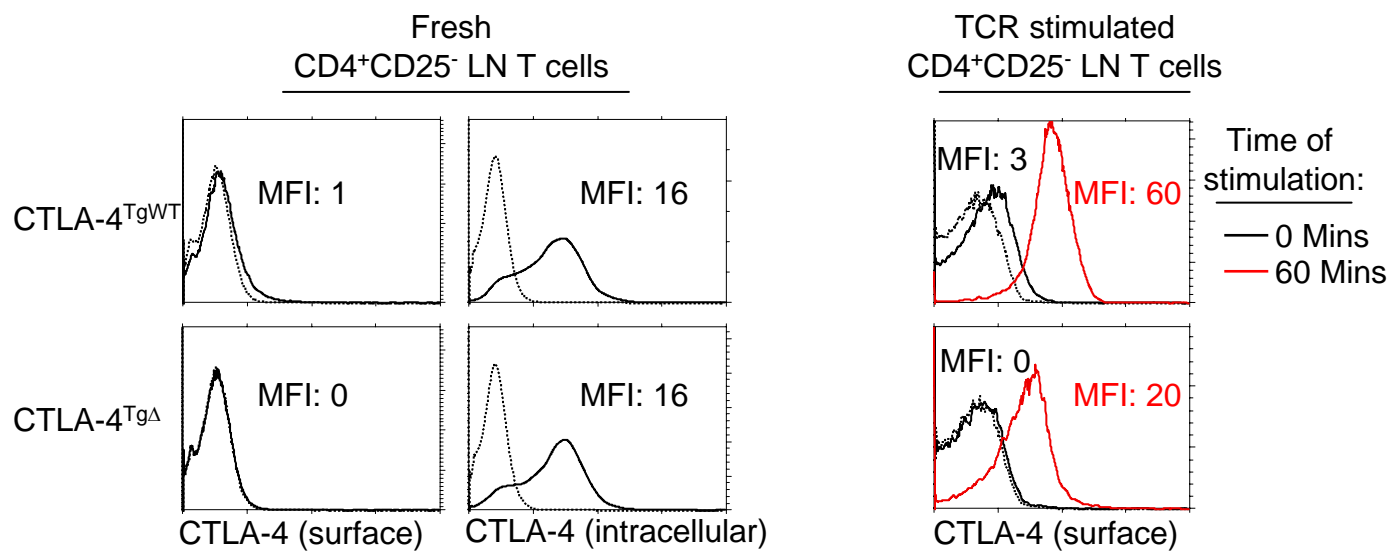 Fresh
CD4⁺CD25⁻ LN T cells
TCR stimulated
CD4⁺CD25⁻ LN T cells
CTLA-4ᵀᵍᵂᵀ
MFI: 1
MFI: 16
MFI: 3
MFI: 60
Time of
stimulation:
0 Mins
60 Mins
CTLA-4ᵀᵍΔ
MFI: 0
MFI: 16
MFI: 0
MFI: 20
CTLA-4 (surface)
CTLA-4 (intracellular)
CTLA-4 (surface)